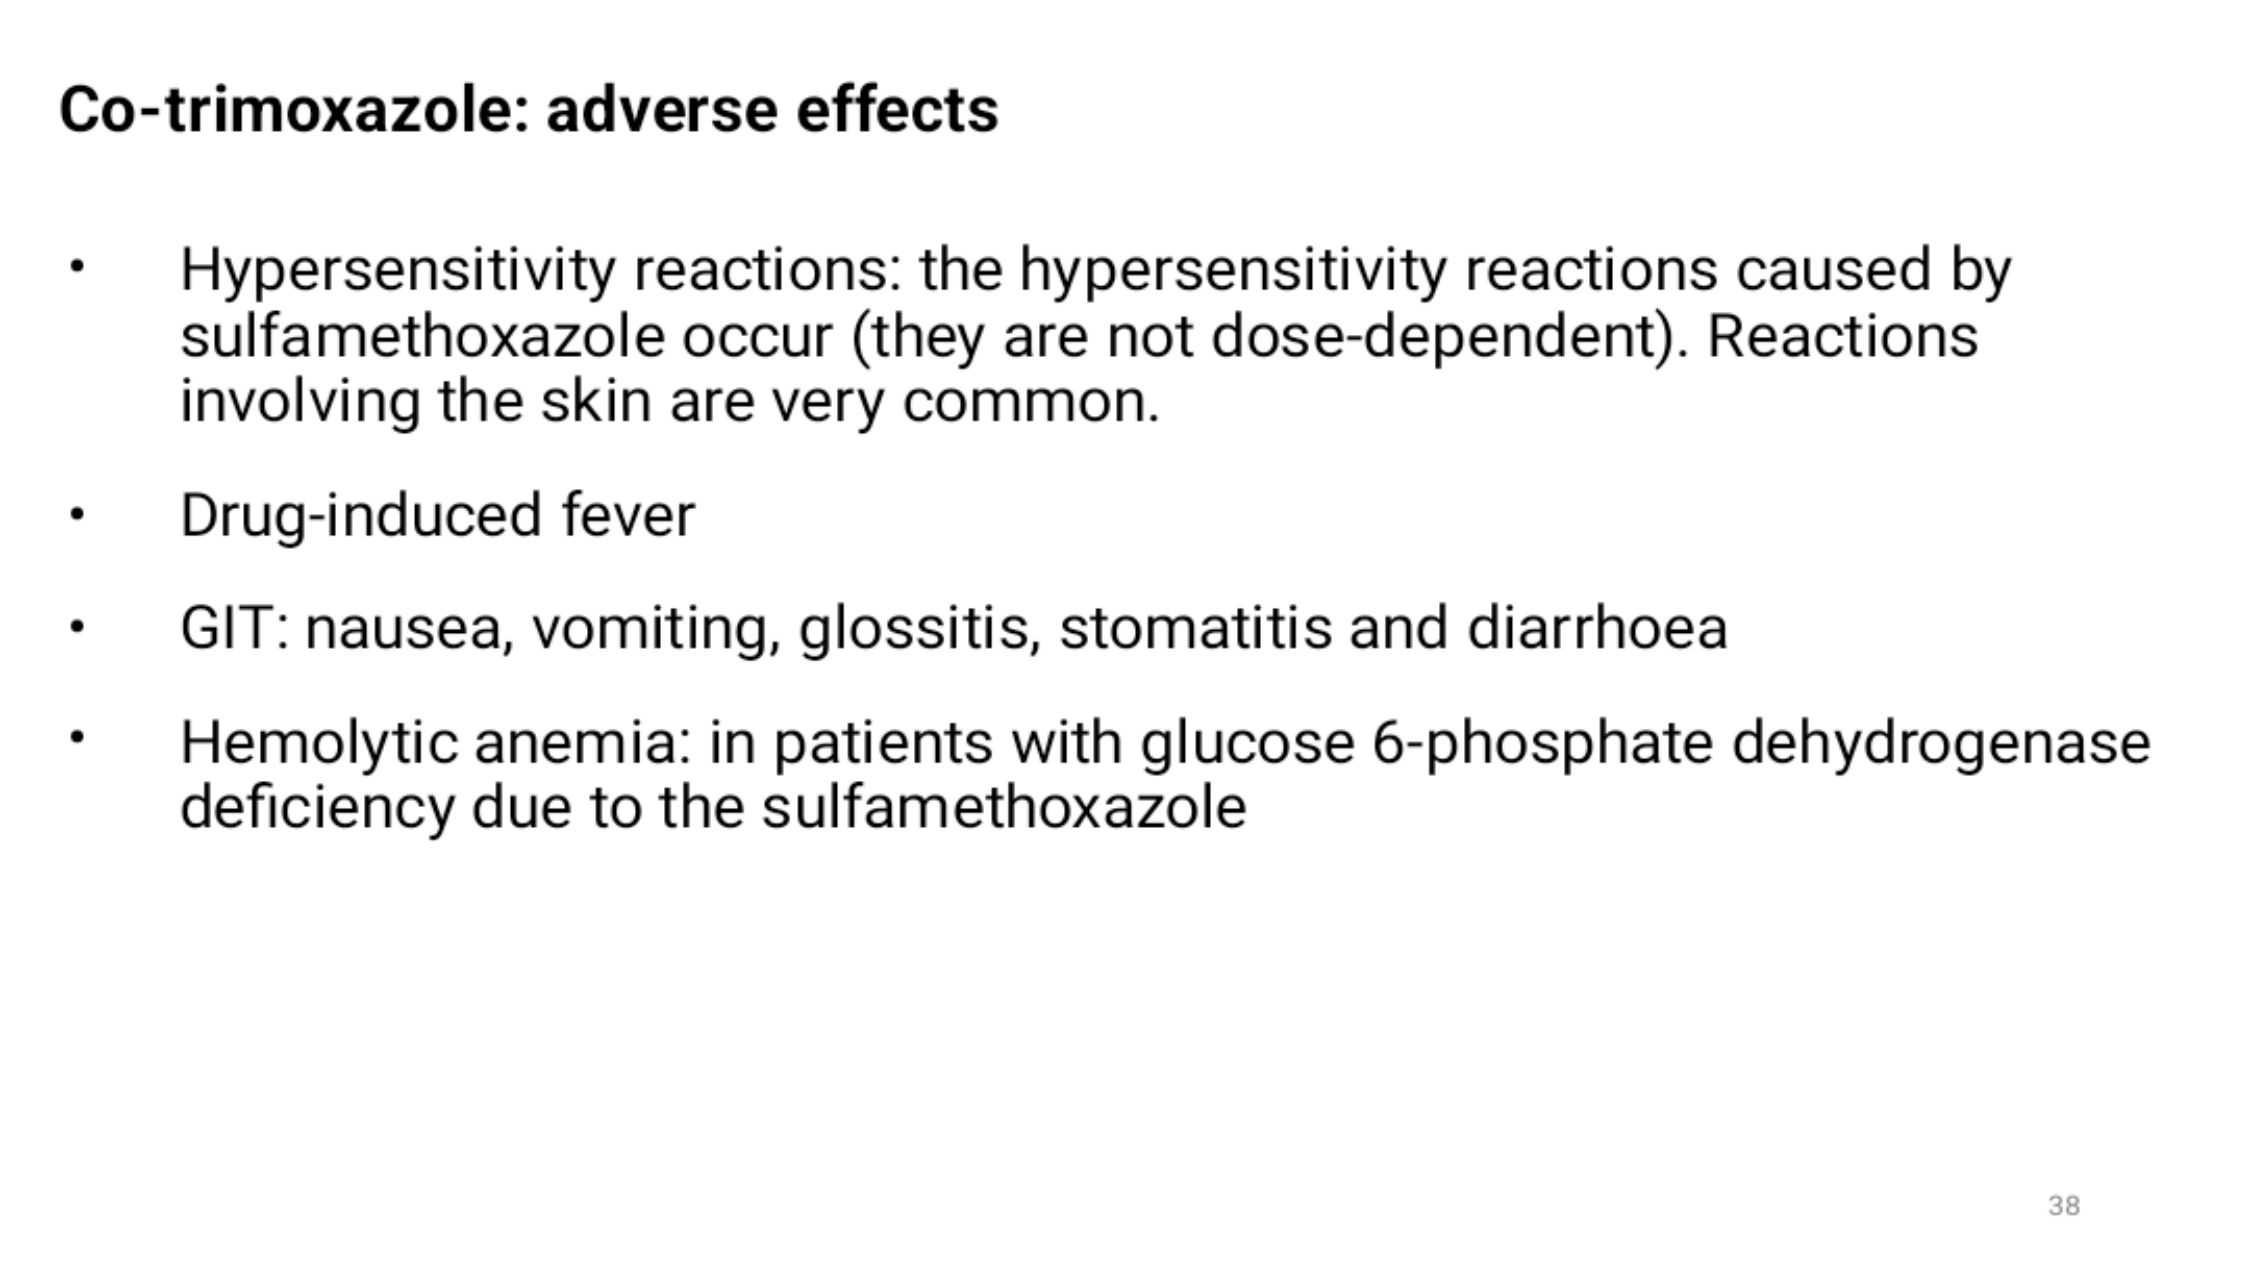 Co-trimoxazole: adverse effects
• Hypersensitivity reactions: the hypersensitivity reactions caused by
sulfamethoxazole occur (they are not dose-dependent). Reactions
involving the skin are very common.
• Drug-induced fever
• GIT: nausea, vomiting, glossitis, stomatitis and diarrhoea
• Hemolytic anemia: in patients with glucose 6-phosphate dehydrogenase
deficiency due to the sulfamethoxazole
38